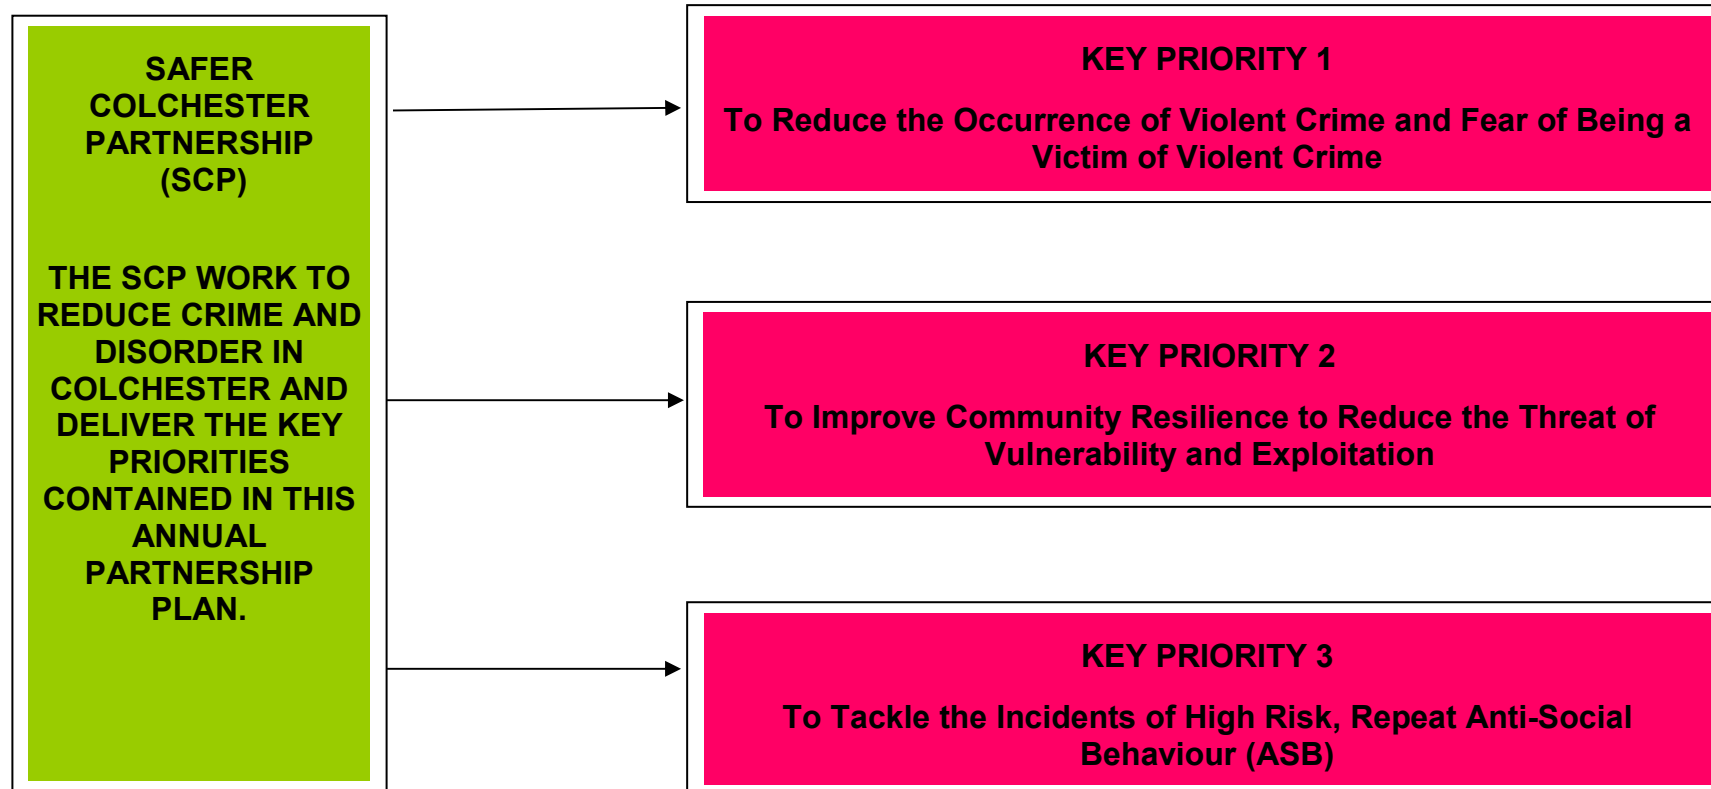 SAFER
COLCHESTER
PARTNERSHIP
(SCP)
THE SCP WORK TO
REDUCE CRIME AND
DISORDER IN
COLCHESTER AND
DELIVER THE KEY
PRIORITIES
CONTAINED IN THIS
ANNUAL
PARTNERSHIP
PLAN.
KEY PRIORITY 1
To Reduce the Occurrence of Violent Crime and Fear of Being a
Victim of Violent Crime
KEY PRIORITY 2
To Improve Community Resilience to Reduce the Threat of
Vulnerability and Exploitation
KEY PRIORITY 3
To Tackle the Incidents of High Risk, Repeat Anti-Social
Behaviour (ASB)